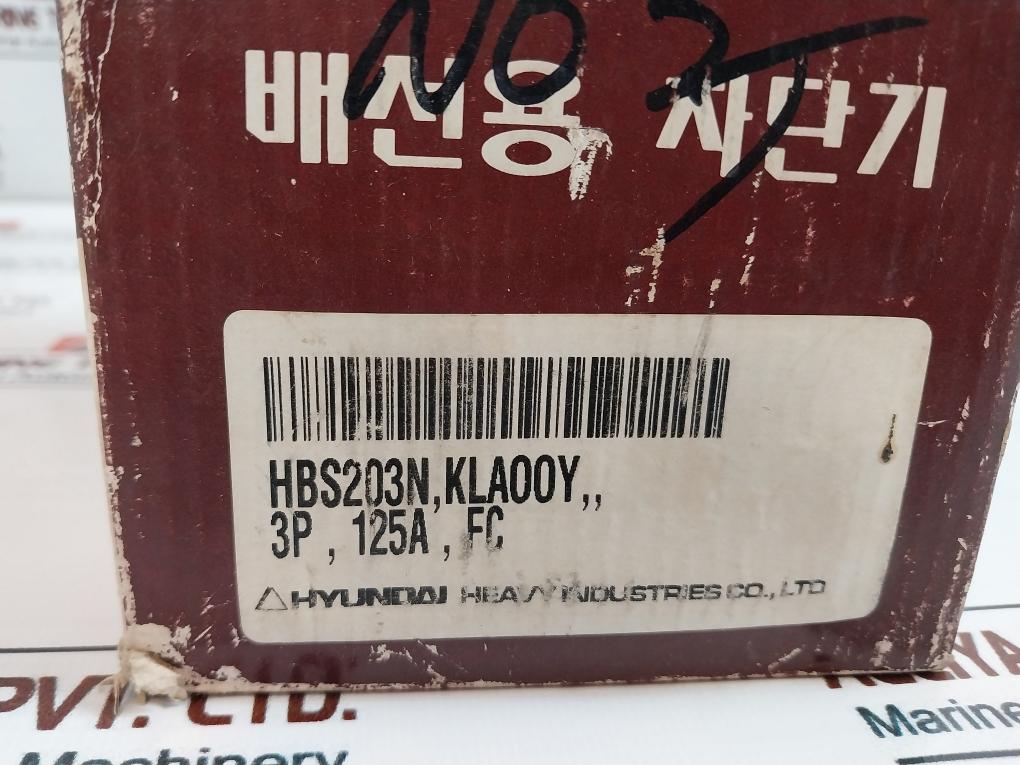 NO
배선용 차단기
HBS203N,KLA00Y,,
3P , 125A , FC
HYUNDAI HEAVY INDUSTRIES CO., LTD
PVT. LTD.
Machinery
Marine